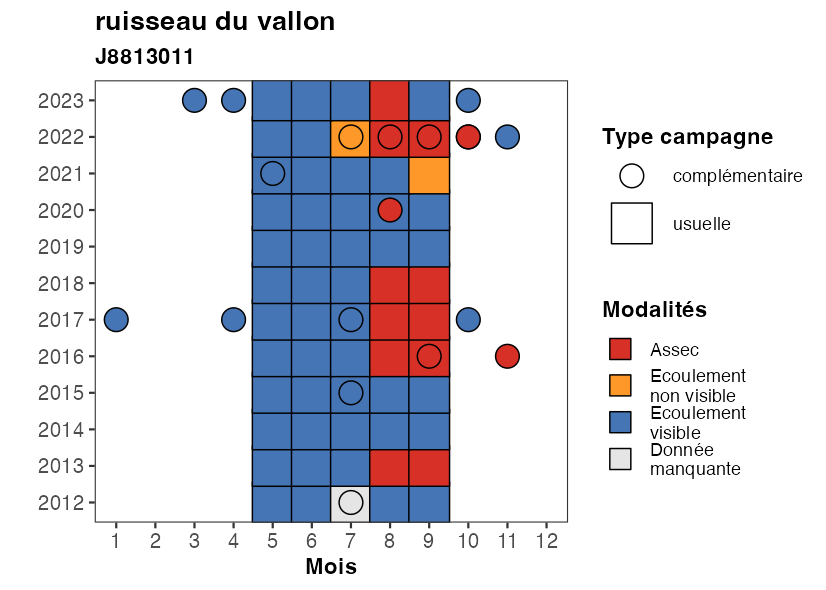 ruisseau du vallon
J8813011
2023
2022
2021
2020
2019
2018
2017
2016
2015
2014
2013
2012
1 2 3 4 5 6 7 8 9 10 11 12
Mois
Type campagne
complémentaire
usuelle
Modalités
Assec
Ecoulement
non visible
Ecoulement
visible
Donnée
manquante